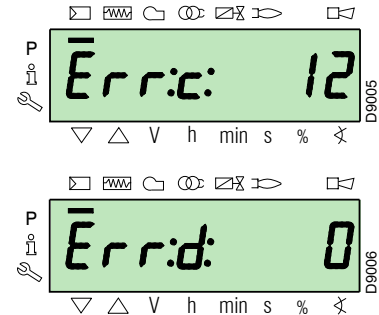 P
i
Err:c: 12
D9005
V h min s %
P
i
Err:d: 0
D9006
V h min s %